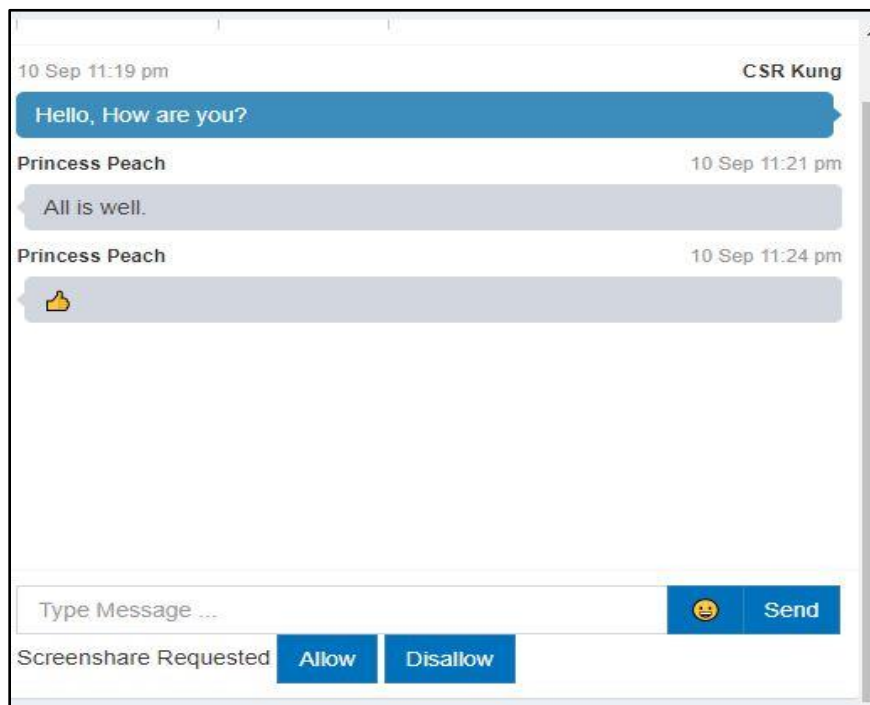 10 Sep 11:19 pm CSR Kung
Hello, How are you?
Princess Peach 10 Sep 11:21 pm
All is well.
Princess Peach 10 Sep 11:24 pm
👍
Type Message ... 😀 Send
Screenshare Requested Allow Disallow